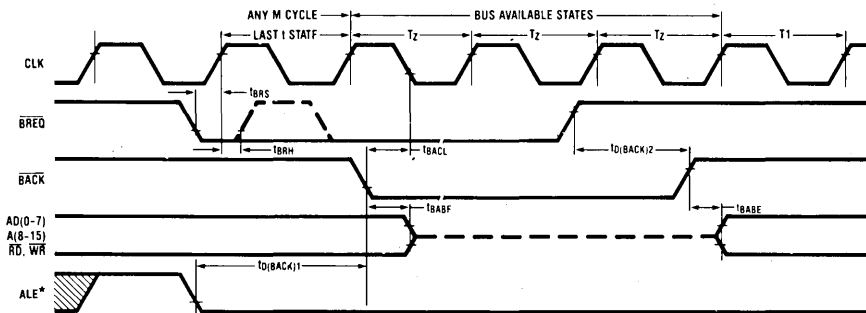 ANY M CYCLE BUS AVAILABLE STATES
LAST t STATF TZ TZ TZ T1
CLK
tBRS
BREQ
tBRH tBACL tD(BACK)2
BACK
tBABF tBABE
AD(0-7)
A(8-15)
RD, WR
tD(BACK)1
ALE*